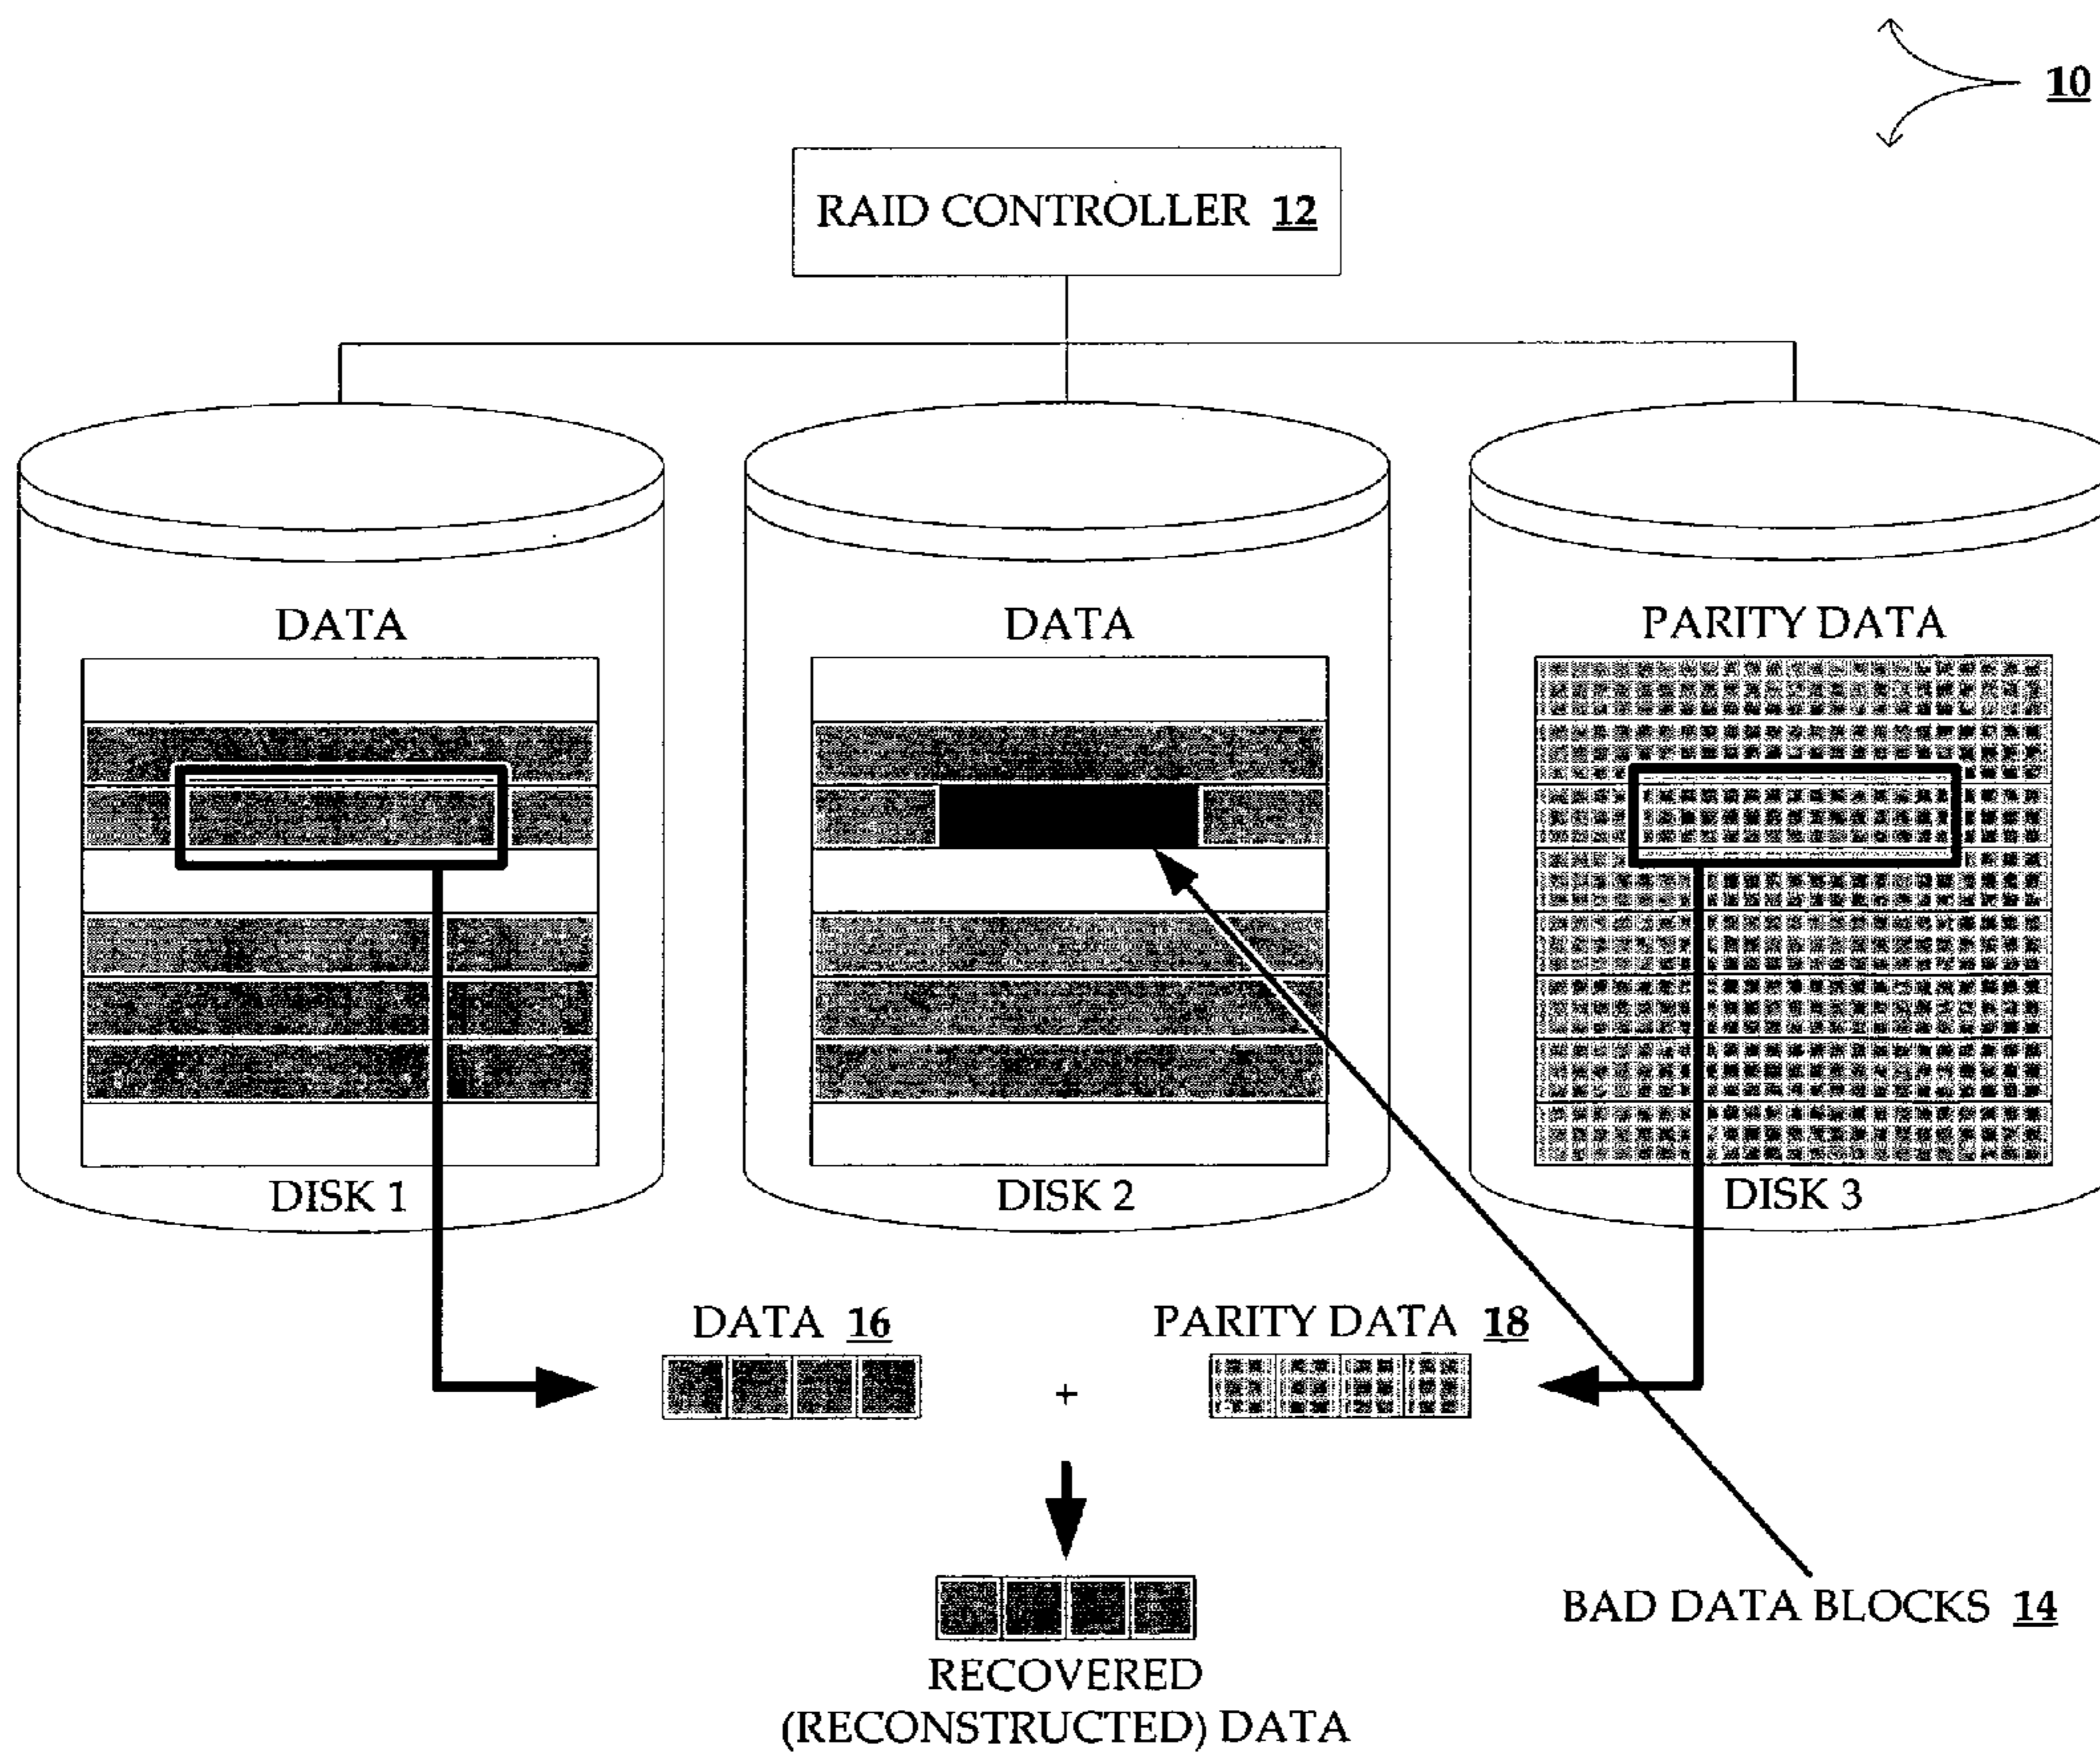 10
RAID CONTROLLER 12
DATA
DATA
PARITY DATA
DISK 1
DISK 2
DISK 3
DATA 16
PARITY DATA 18
+
BAD DATA BLOCKS 14
RECOVERED
(RECONSTRUCTED) DATA